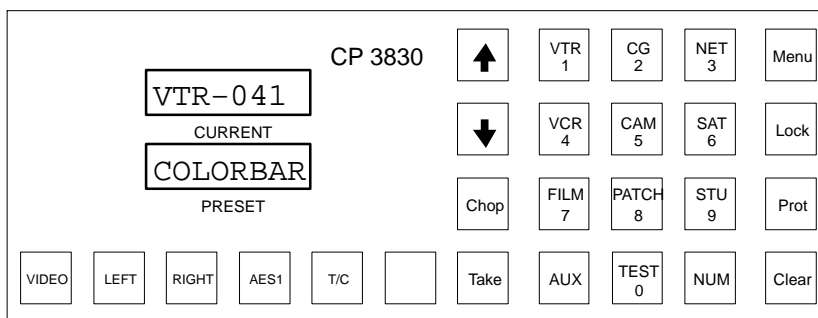 CP 3830
VTR-041
CURRENT
COLORBAR
PRESET
VTR
1
CG
2
NET
3
Menu
VCR
4
CAM
5
SAT
6
Lock
Chop
FILM
7
PATCH
8
STU
9
Prot
VIDEO
LEFT
RIGHT
AES1
T/C
Take
AUX
TEST
0
NUM
Clear